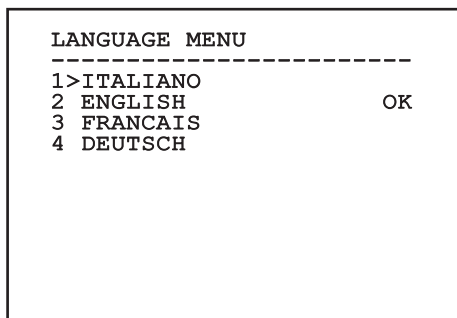 LANGUAGE MENU
------------------------
1>ITALIANO
2 ENGLISH OK
3 FRANCAIS
4 DEUTSCH